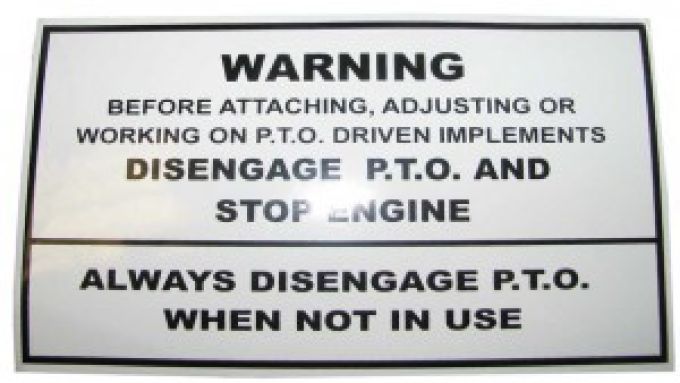 WARNING
BEFORE ATTACHING, ADJUSTING OR
WORKING ON P.T.O. DRIVEN IMPLEMENTS
DISENGAGE P.T.O. AND
STOP ENGINE
ALWAYS DISENGAGE P.T.O.
WHEN NOT IN USE